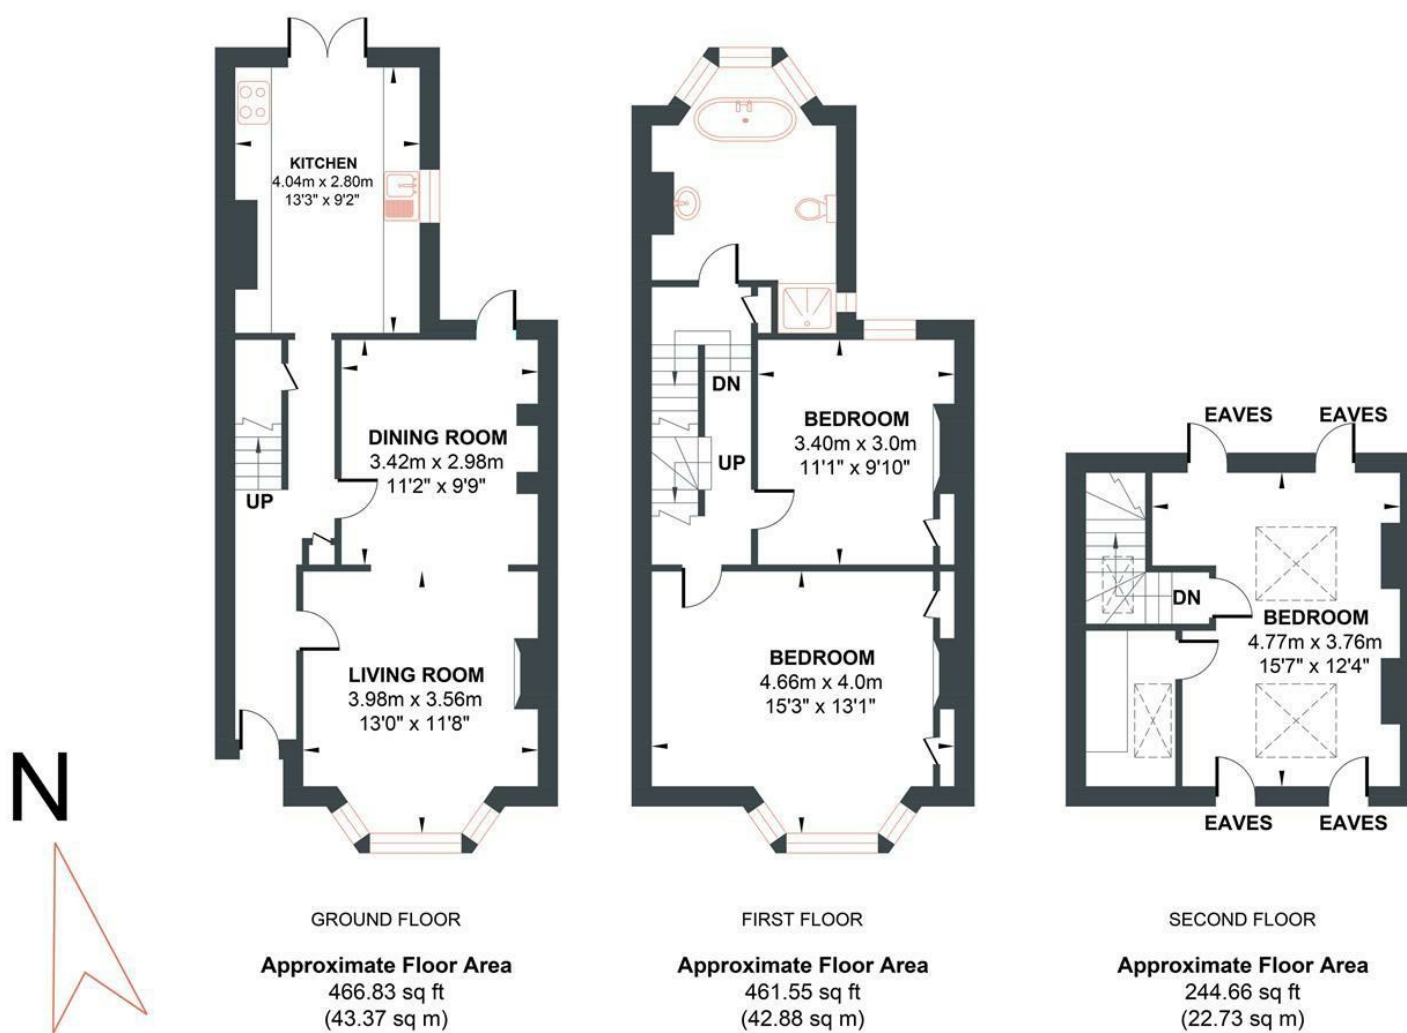 KITCHEN
4.04m x 2.80m
13'3" x 9'2"
DINING ROOM
3.42m x 2.98m
11'2" x 9'9"
UP
LIVING ROOM
3.98m x 3.56m
13'0" x 11'8"
N
GROUND FLOOR
Approximate Floor Area
466.83 sq ft
(43.37 sq m)
DN
UP
BEDROOM
3.40m x 3.0m
11'1" x 9'10"
BEDROOM
4.66m x 4.0m
15'3" x 13'1"
FIRST FLOOR
Approximate Floor Area
461.55 sq ft
(42.88 sq m)
EAVES
EAVES
DN
BEDROOM
4.77m x 3.76m
15'7" x 12'4"
EAVES
EAVES
SECOND FLOOR
Approximate Floor Area
244.66 sq ft
(22.73 sq m)